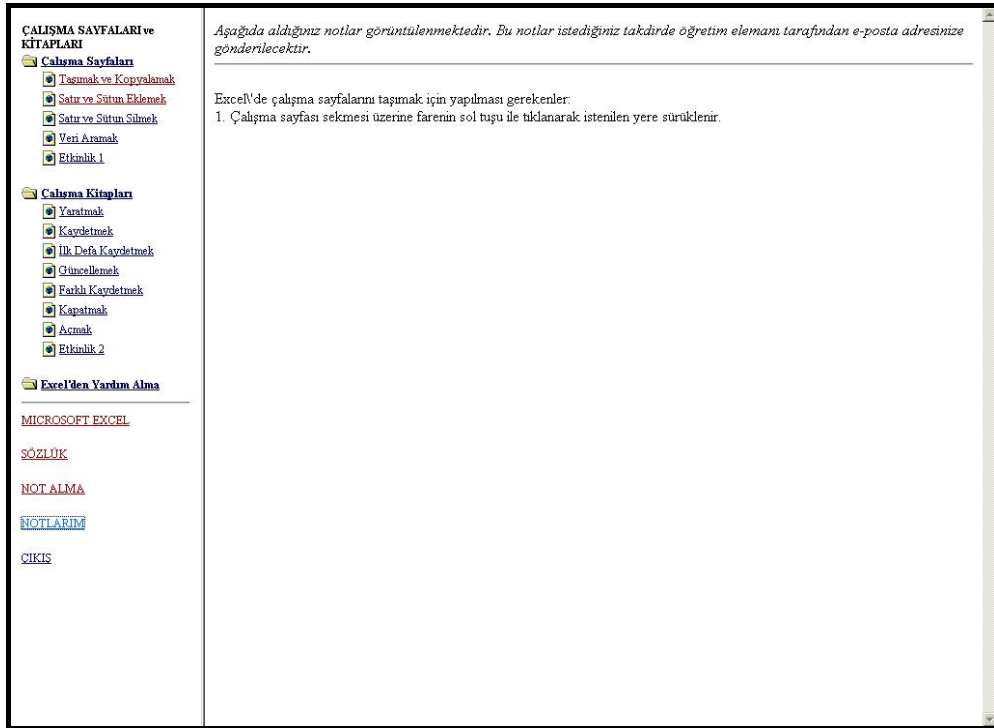 ÇALIŞMA SAYFALARI ve
KİTAPLARI
Çalışma Sayfaları
Taşımak ve Kopyalamak
Satır ve Sütun Eklemek
Satır ve Sütun Silmek
Veri Aramak
Etkinlik 1
Çalışma Kitapları
Yaratmak
Kaydetmek
İlk Defa Kaydetmek
Güncellemek
Farklı Kaydetmek
Kapatmak
Açmak
Etkinlik 2
Excel'den Yardım Alma
MICROSOFT EXCEL
SÖZLÜK
NOT ALMA
NOTLARIM
ÇIKIŞ
Aşağıda aldığınız notlar görüntülenmektedir. Bu notlar istediğiniz takdirde öğretim elemanı tarafından e-posta adresinize
gönderilecektir.
Excel\'de çalışma sayfalarını taşımak için yapılması gerekenler:
1. Çalışma sayfası sekmesi üzerine farenin sol tuşu ile tıklanarak istenilen yere sürüklenir.